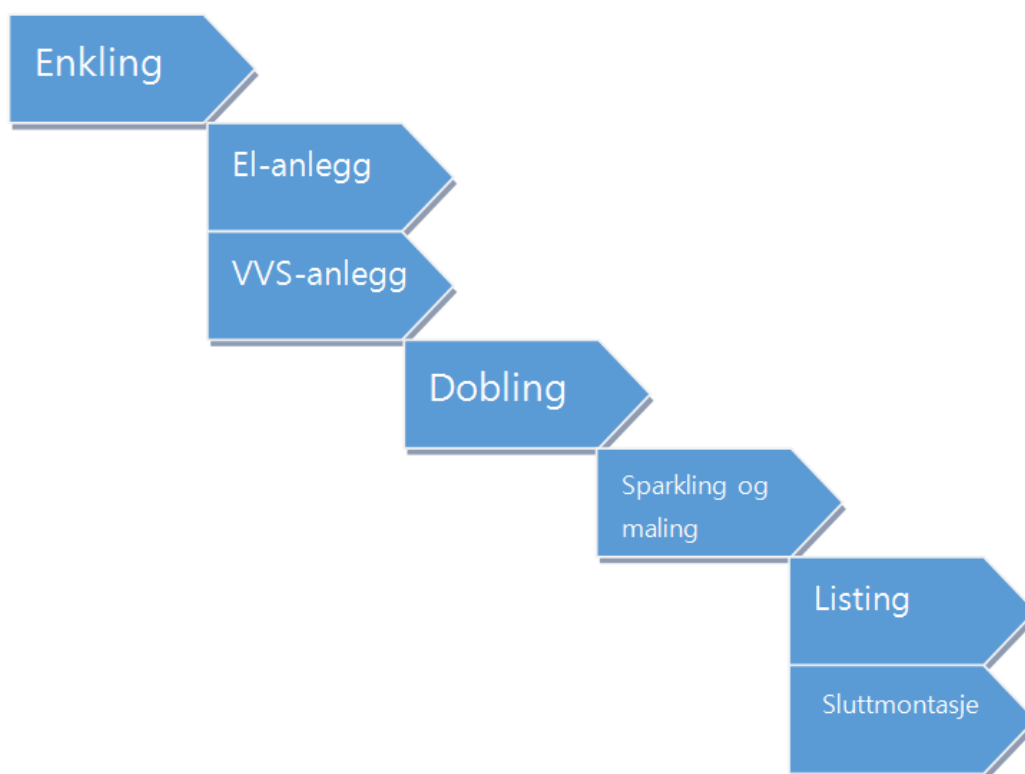 Enkling
El-anlegg
VVS-anlegg
Dobling
Sparkling og
maling
Listing
Sluttmontasje